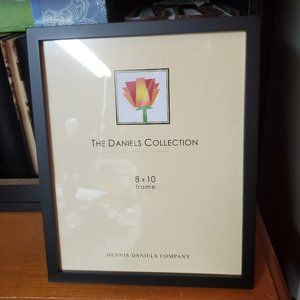 THE DANIELS COLLECTION
8 x 10
frame
DENNIS DANIELS COMPANY